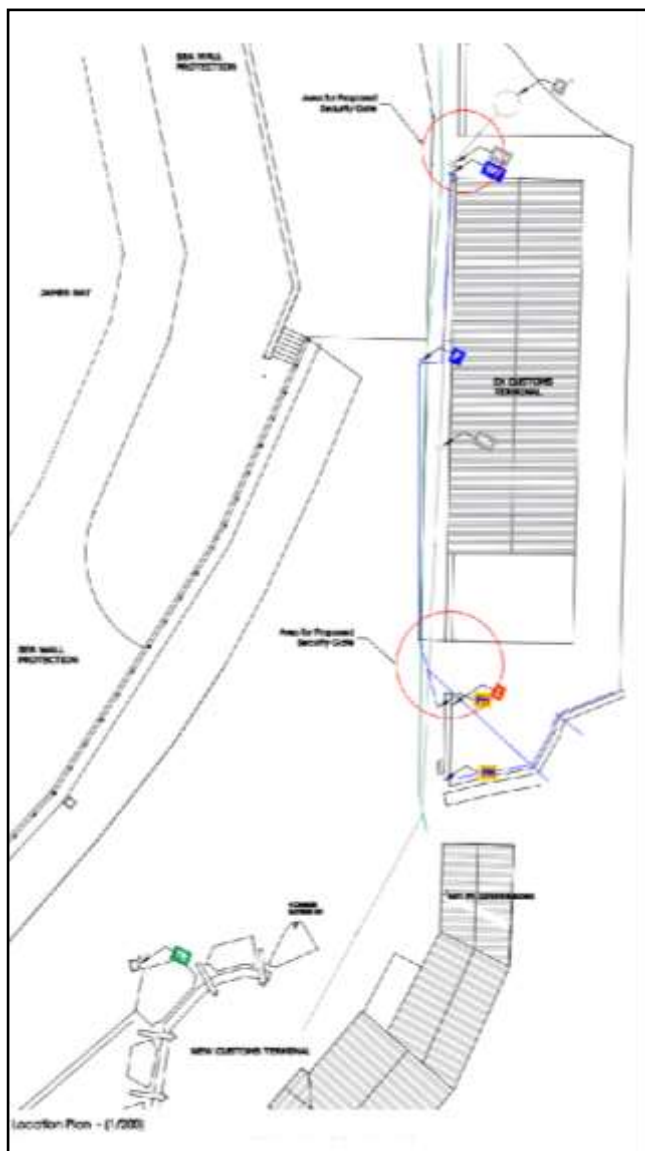 SEA WALL
PROTECTION
Area for Proposed
Security Gate
JAMES BAY
EX CUSTOMS
TERMINAL
Area for Proposed
Security Gate
SEA WALL
PROTECTION
NEW CUSTOMS TERMINAL
Location Plan - (1/200)